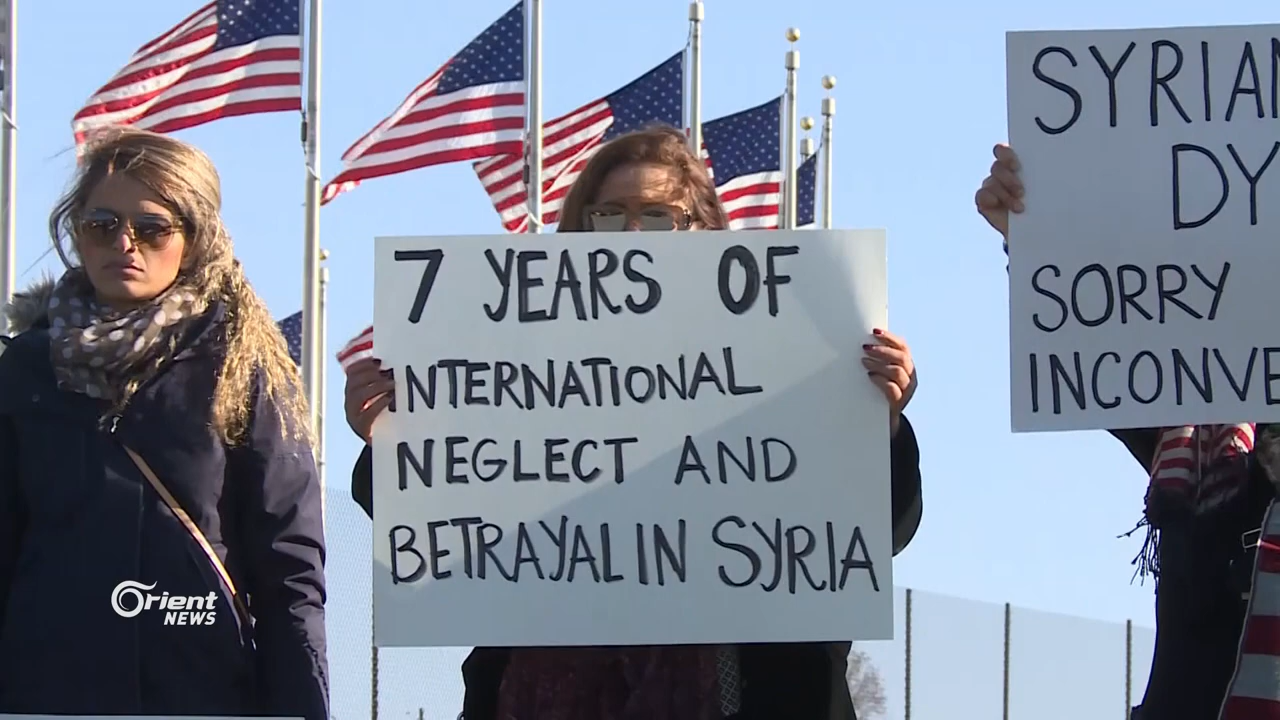 7 YEARS OF
INTERNATIONAL
NEGLECT AND
BETRAYAL IN SYRIA
SYRIAN
DY
SORRY
INCONVE
Orient
NEWS